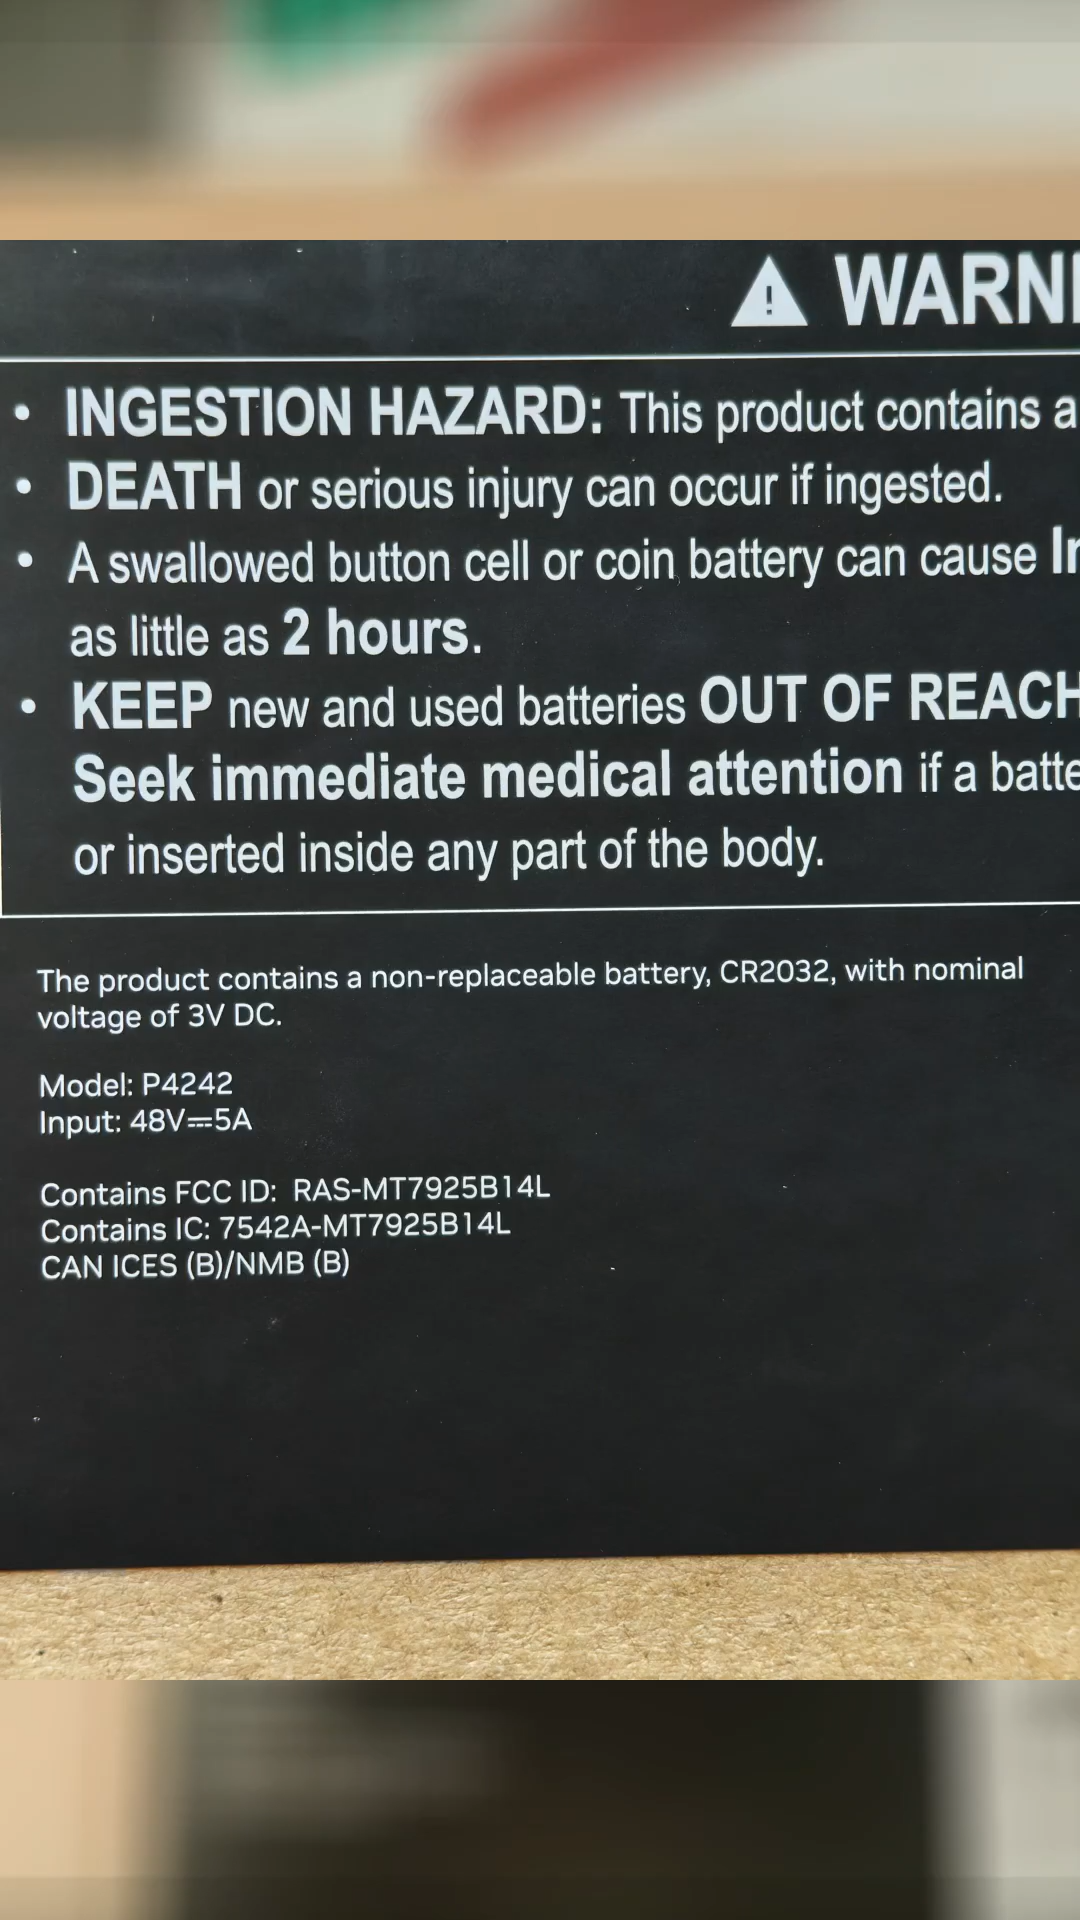 WARNI
• INGESTION HAZARD: This product contains a
• DEATH or serious injury can occur if ingested.
• A swallowed button cell or coin battery can cause
as little as 2 hours.
• KEEP new and used batteries OUT OF REACH
Seek immediate medical attention if a batte
or inserted inside any part of the body.
The product contains a non-replaceable battery, CR2032, with nominal
voltage of 3V DC.
Model: P4242
Input: 48V⎓5A
Contains FCC ID: RAS-MT7925B14L
Contains IC: 7542A-MT7925B14L
CAN ICES (B)/NMB (B)